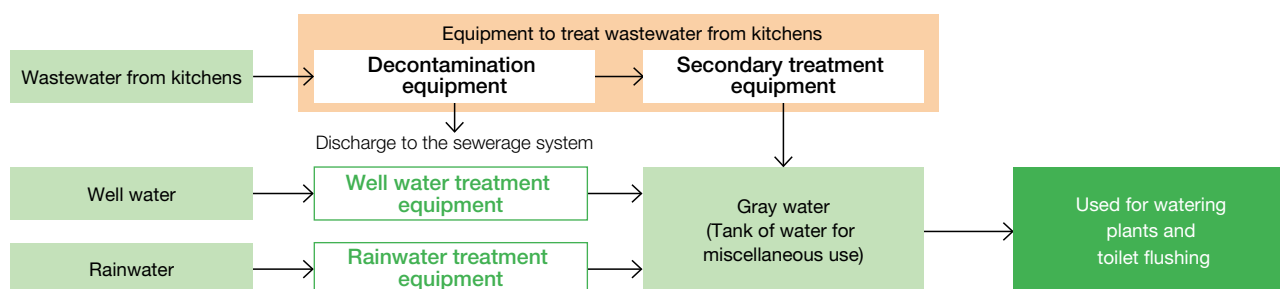 Equipment to treat wastewater from kitchens
Wastewater from kitchens
Decontamination
equipment
Secondary treatment
equipment
Discharge to the sewerage system
Well water
Well water treatment
equipment
Gray water
(Tank of water for
miscellaneous use)
Used for watering
plants and
toilet flushing
Rainwater
Rainwater treatment
equipment